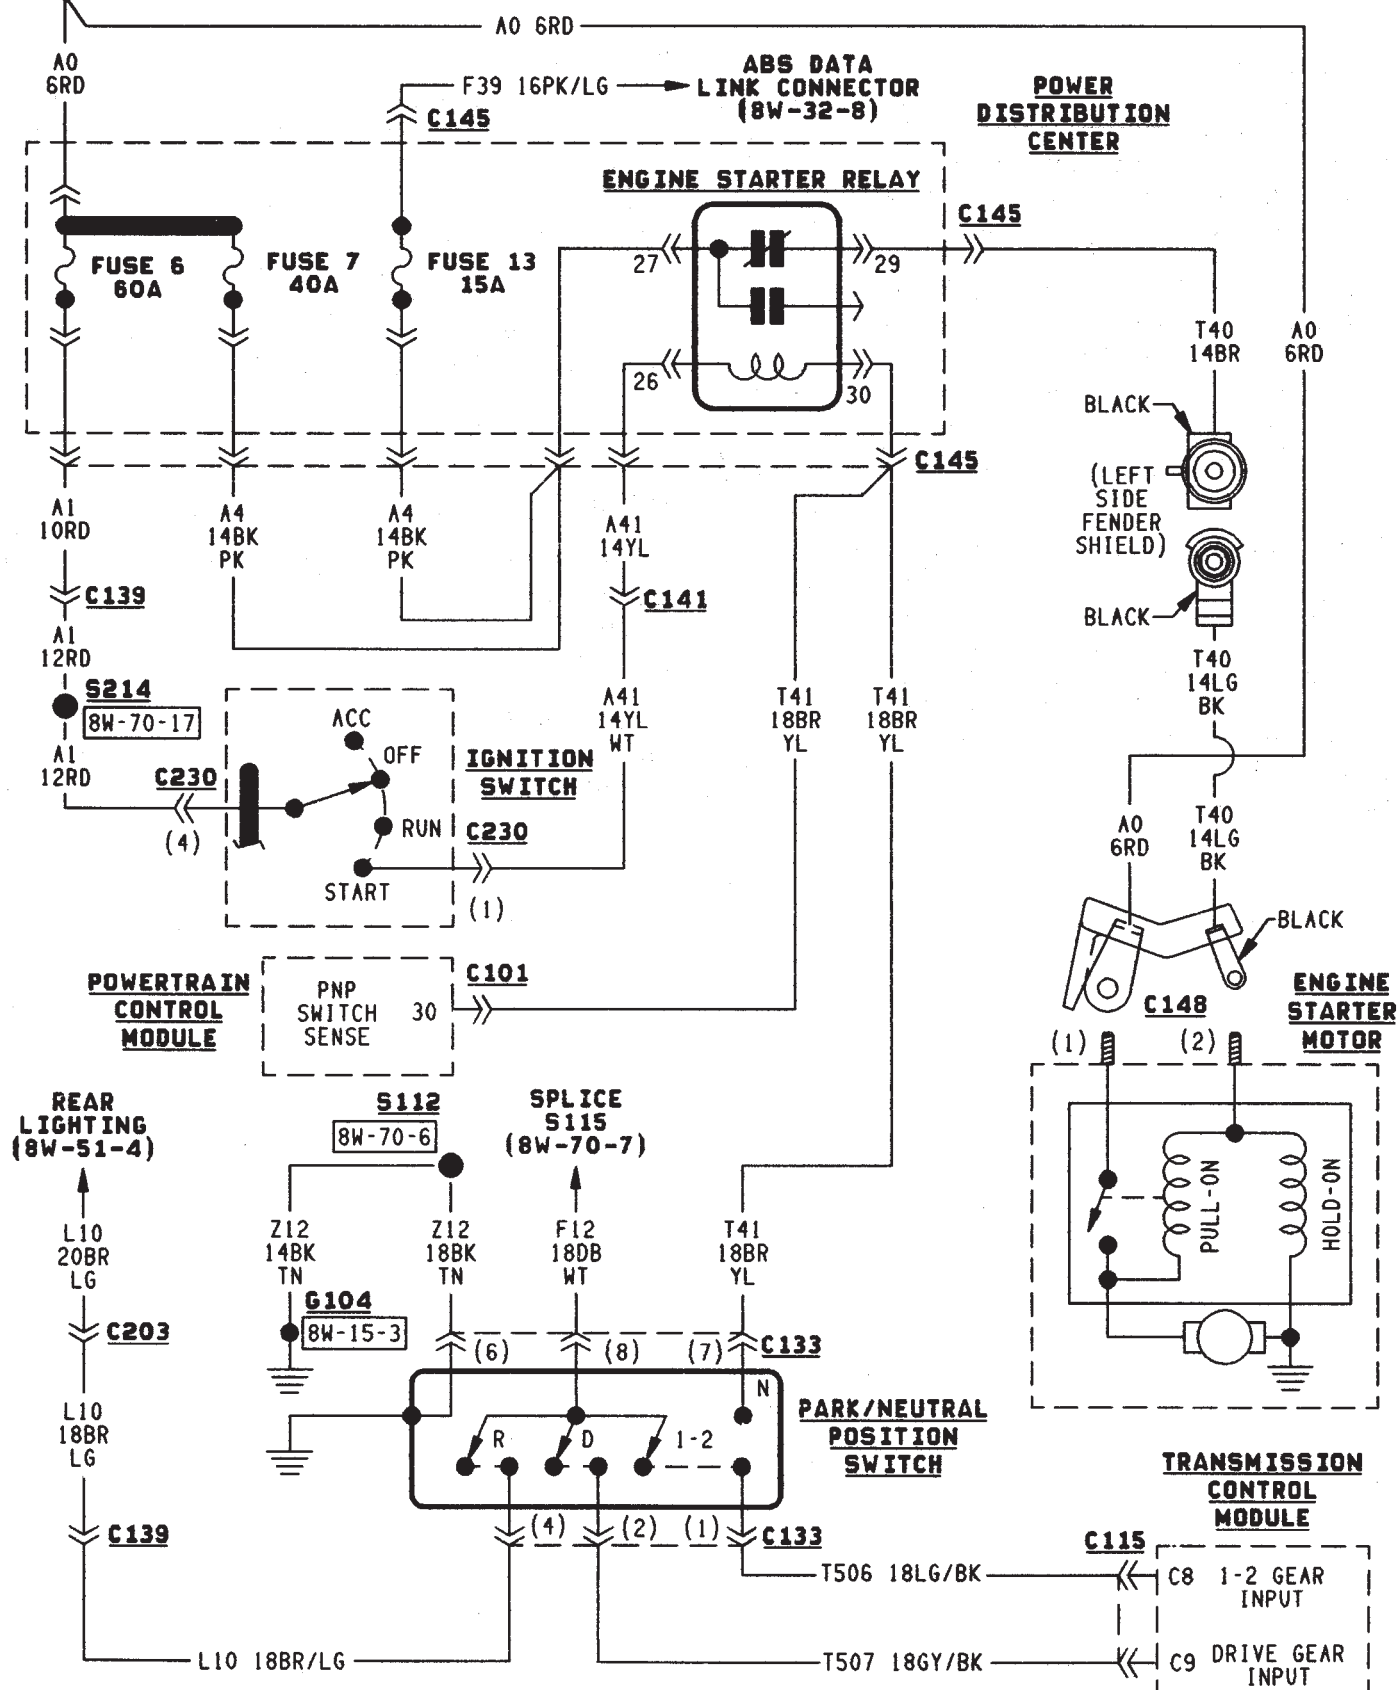 A0 6RD
A0
6RD
F39 16PK/LG
ABS DATA
LINK CONNECTOR
(8W-32-8)
C145
POWER
DISTRIBUTION
CENTER
ENGINE STARTER RELAY
C145
FUSE 6
60A
FUSE 7
40A
FUSE 13
15A
27
29
26
30
T40
14BR
A0
6RD
BLACK
C145
(LEFT
SIDE
FENDER
SHIELD)
BLACK
A1
10RD
A4
14BK
PK
A4
14BK
PK
A41
14YL
C139
C141
A1
12RD
S214
8W-70-17
A1
12RD
T40
14LG
BK
A41
14YL
WT
T41
18BR
YL
T41
18BR
YL
ACC
OFF
RUN
START
IGNITION
SWITCH
C230
(4)
C230
(1)
A0
6RD
T40
14LG
BK
BLACK
POWERTRAIN
CONTROL
MODULE
PNP
SWITCH
SENSE
30
C101
C148
ENGINE
STARTER
MOTOR
(1)
(2)
REAR
LIGHTING
(8W-51-4)
S112
8W-70-6
SPLICE
S115
(8W-70-7)
PULL-ON
HOLD-ON
L10
20BR
LG
Z12
14BK
TN
Z12
18BK
TN
F12
18DB
WT
T41
18BR
YL
G104
8W-15-3
C203
(6)
(8)
(7)
C133
N
L10
18BR
LG
R
D
1-2
PARK/NEUTRAL
POSITION
SWITCH
TRANSMISSION
CONTROL
MODULE
C139
(4)
(2)
(1)
C133
C115
T506 18LG/BK
C8
1-2 GEAR
INPUT
L10 18BR/LG
T507 18GY/BK
C9
DRIVE GEAR
INPUT